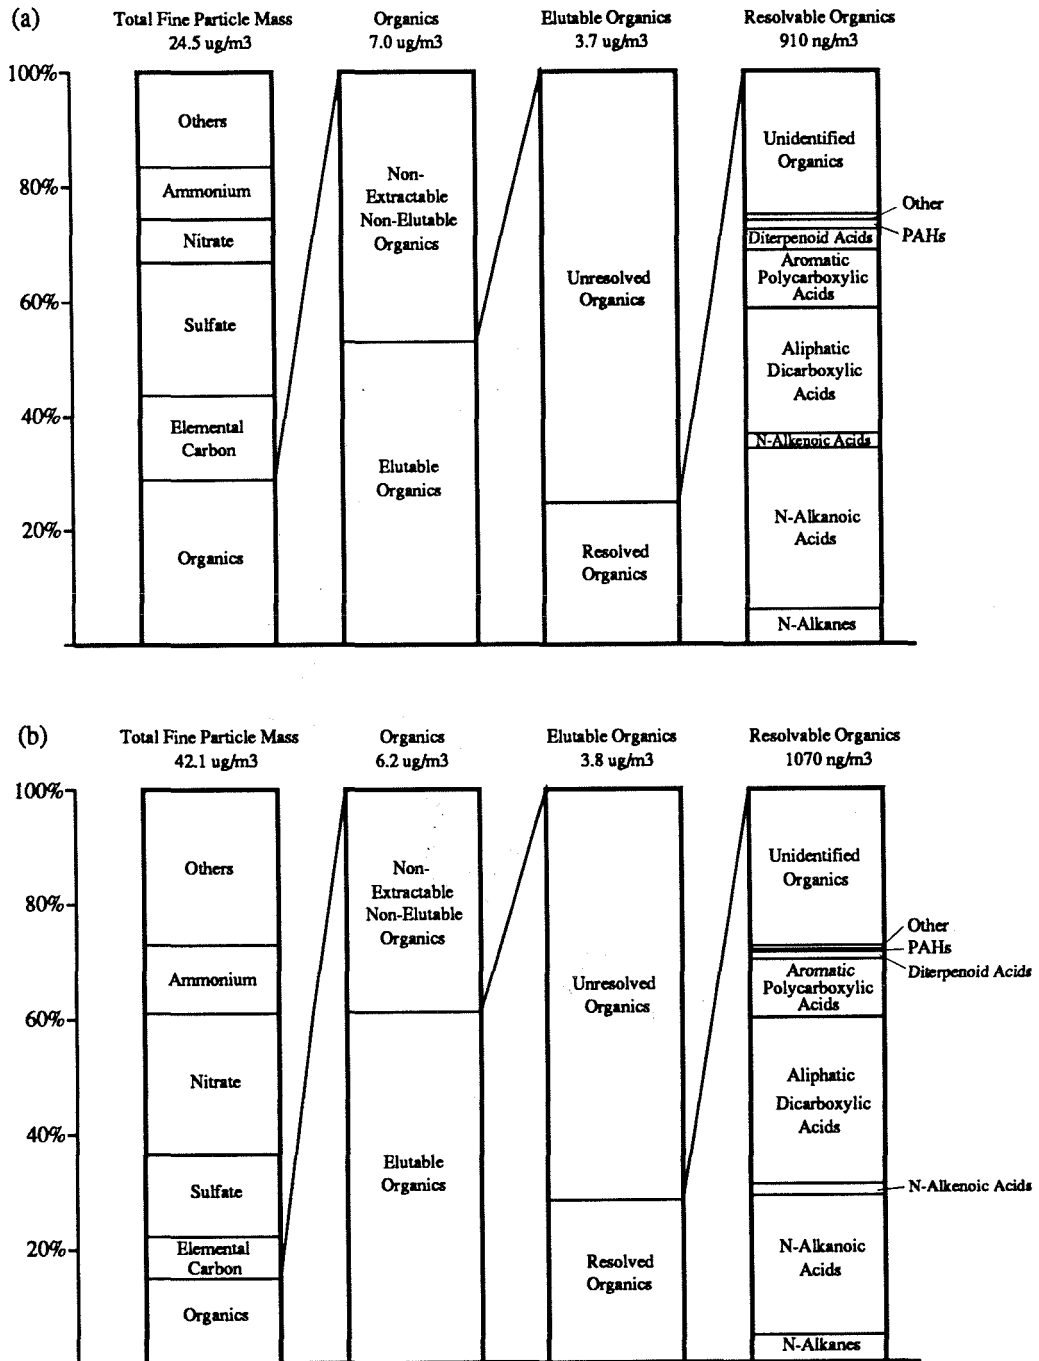 (a)
Total Fine Particle Mass
24.5 ug/m3
Organics
7.0 ug/m3
Elutable Organics
3.7 ug/m3
Resolvable Organics
910 ng/m3
100%
80%
60%
40%
20%
Others
Ammonium
Nitrate
Sulfate
Elemental
Carbon
Organics
Non-
Extractable
Non-Elutable
Organics
Elutable
Organics
Unresolved
Organics
Resolved
Organics
Unidentified
Organics
Other
PAHs
Diterpenoid Acids
Aromatic
Polycarboxylic
Acids
Aliphatic
Dicarboxylic
Acids
N-Alkenoic Acids
N-Alkanoic
Acids
N-Alkanes
(b)
Total Fine Particle Mass
42.1 ug/m3
Organics
6.2 ug/m3
Elutable Organics
3.8 ug/m3
Resolvable Organics
1070 ng/m3
100%
80%
60%
40%
20%
Others
Ammonium
Nitrate
Sulfate
Elemental
Carbon
Organics
Non-
Extractable
Non-Elutable
Organics
Elutable
Organics
Unresolved
Organics
Resolved
Organics
Unidentified
Organics
Other
PAHs
Diterpenoid Acids
Aromatic
Polycarboxylic
Acids
Aliphatic
Dicarboxylic
Acids
N-Alkenoic Acids
N-Alkanoic
Acids
N-Alkanes